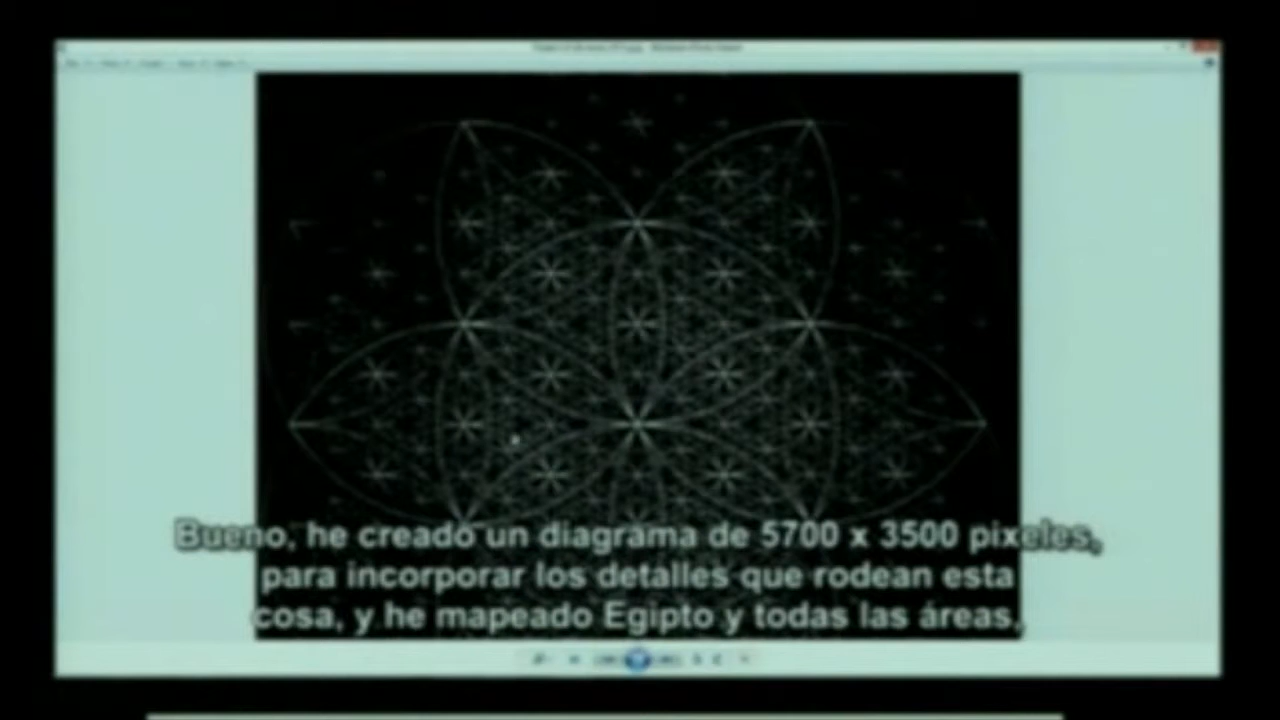 Bueno, he creado un diagrama de 5700 x 3500 pixeles,
para incorporar los detalles que rodean esta
cosa, y he mapeado Egipto y todas las áreas,